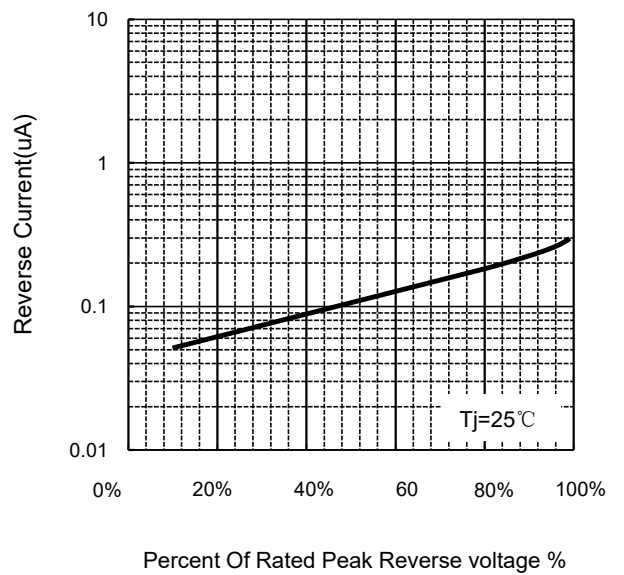 10
1
0.1
0.01
Reverse Current(uA)
Tj=25℃
0% 20% 40% 60 80% 100%
Percent Of Rated Peak Reverse voltage %